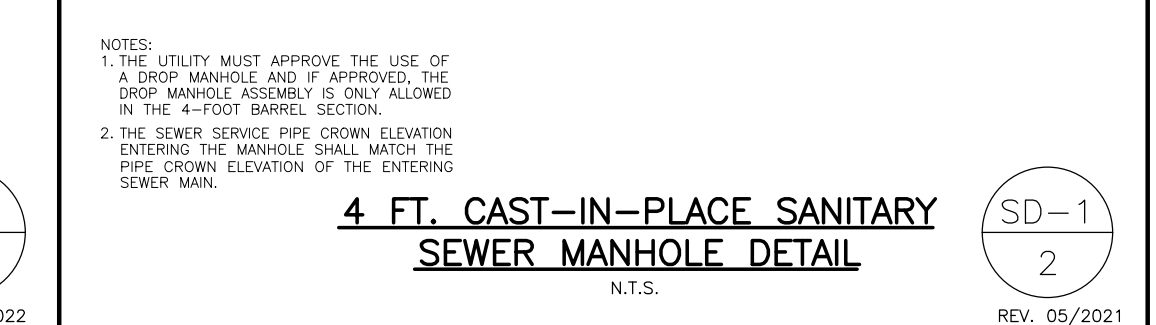 NOTES:
1. THE UTILITY MUST APPROVE THE USE OF
A DROP MANHOLE AND IF APPROVED, THE
DROP MANHOLE ASSEMBLY IS ONLY ALLOWED
IN THE 4-FOOT BARREL SECTION.
2. THE SEWER SERVICE PIPE CROWN ELEVATION
ENTERING THE MANHOLE SHALL MATCH THE
PIPE CROWN ELEVATION OF THE ENTERING
SEWER MAIN.
4 FT. CAST-IN-PLACE SANITARY
SEWER MANHOLE DETAIL
N.T.S.
SD-1
2
REV. 05/2021
022